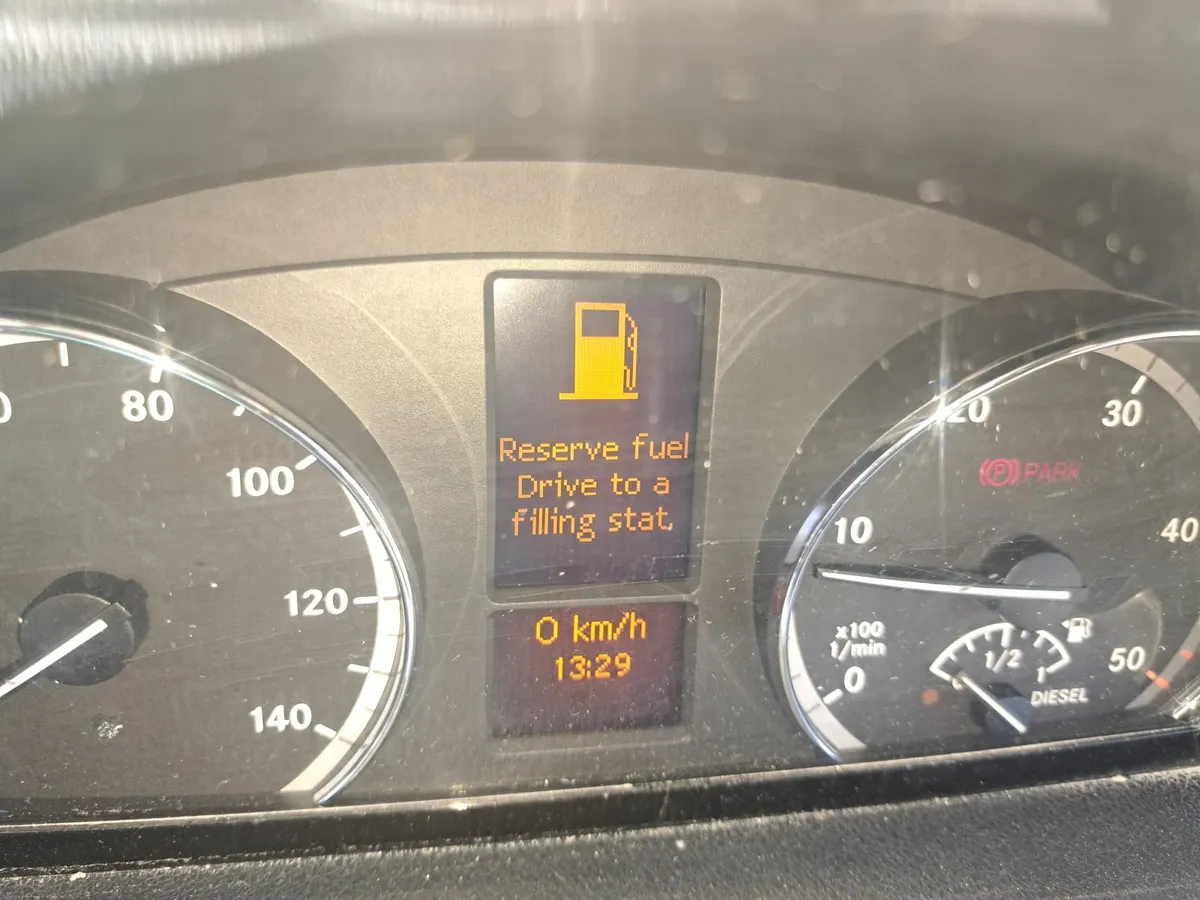 80
100
120
140
Reserve fuel
Drive to a
filling stat.
0 km/h
13:29
10
20
30
40
50
0
x100
1/min
PARK
1/2
1
DIESEL